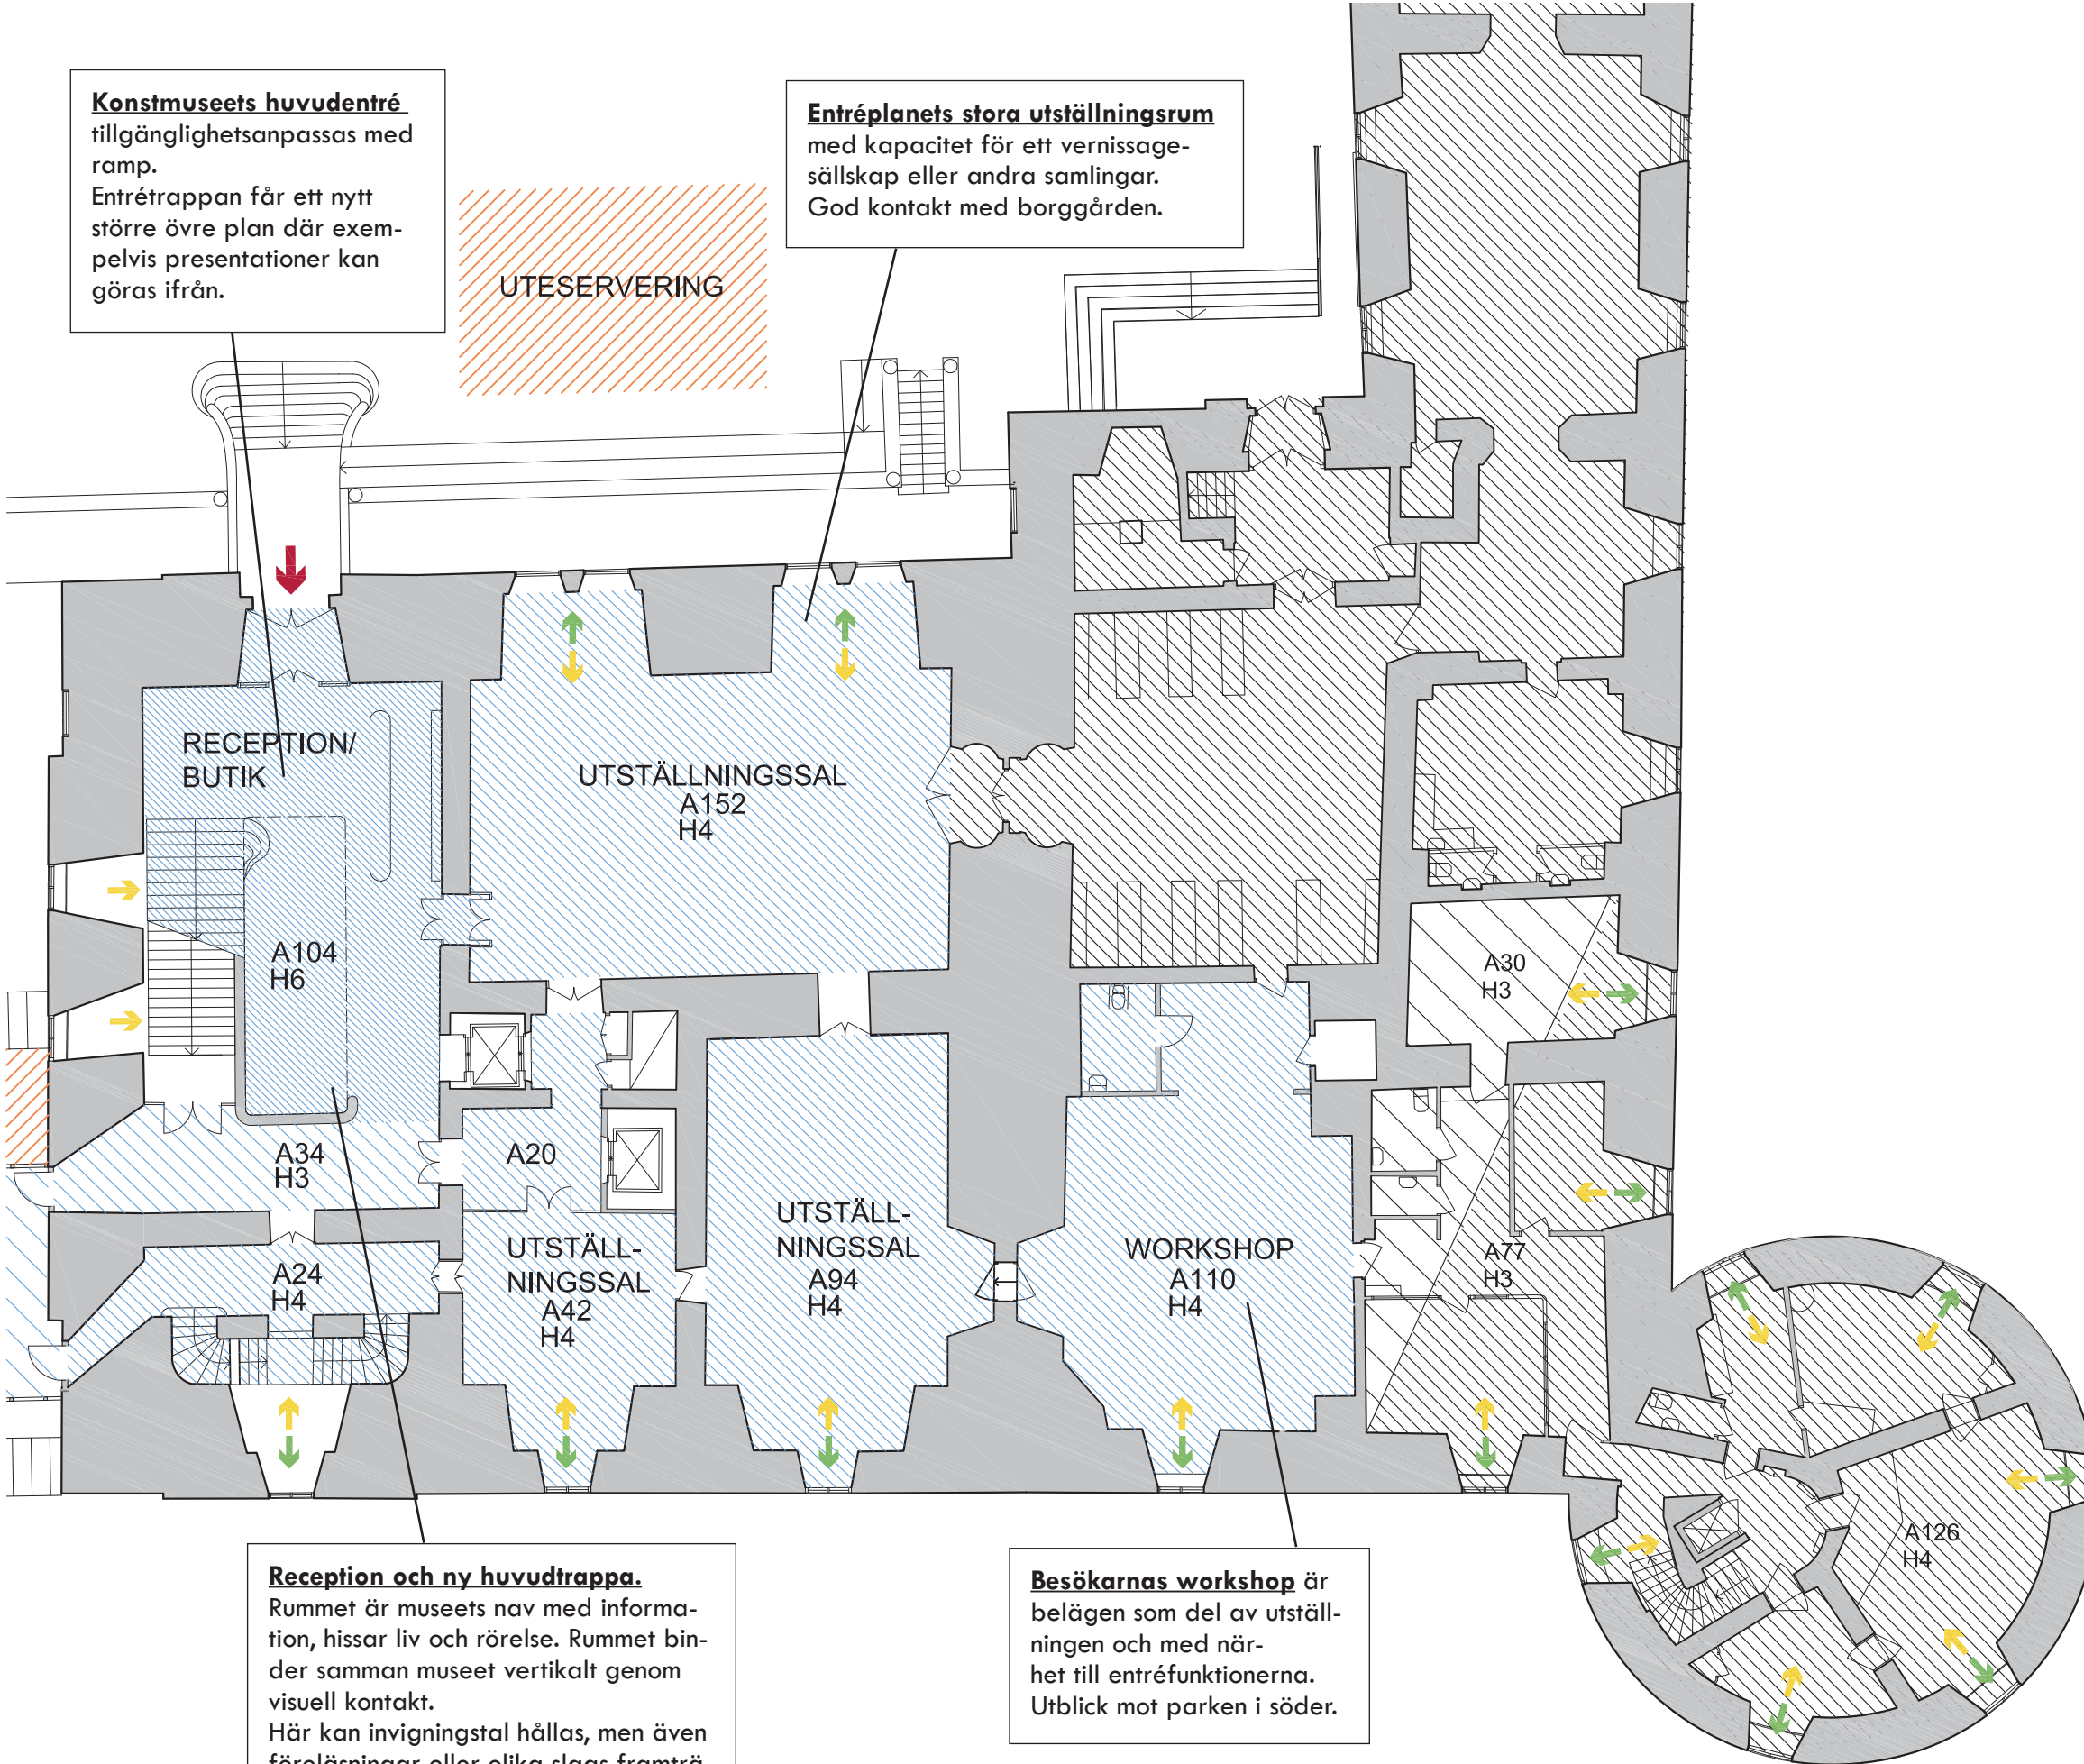 Konstmuseets huvudentré
tillgänglighetsanpassas med
ramp.
Entrétrappan får ett nytt
större övre plan där exem-
pelvis presentationer kan
göras ifrån.
Entréplanets stora utställningsrum
med kapacitet för ett vernissage-
sällskap eller andra samlingar.
God kontakt med borggården.
UTESERVERING
RECEPTION/
BUTIK
UTSTÄLLNINGSSAL
A152
H4
A104
H6
A30
H3
A34
H3
A20
UTSTÄLL-
NINGSSAL
A94
H4
UTSTÄLL-
NINGSSAL
A42
H4
WORKSHOP
A110
H4
A77
H3
A24
H4
A126
H4
Reception och ny huvudtrappa.
Rummet är museets nav med informa-
tion, hissar liv och rörelse. Rummet bin-
der samman museet vertikalt genom
visuell kontakt.
Här kan invigningstal hållas, men även
föreläsningar eller olika slags framträ-
Besökarnas workshop är
belägen som del av utställ-
ningen och med när-
het till entréfunktionerna.
Utblick mot parken i söder.